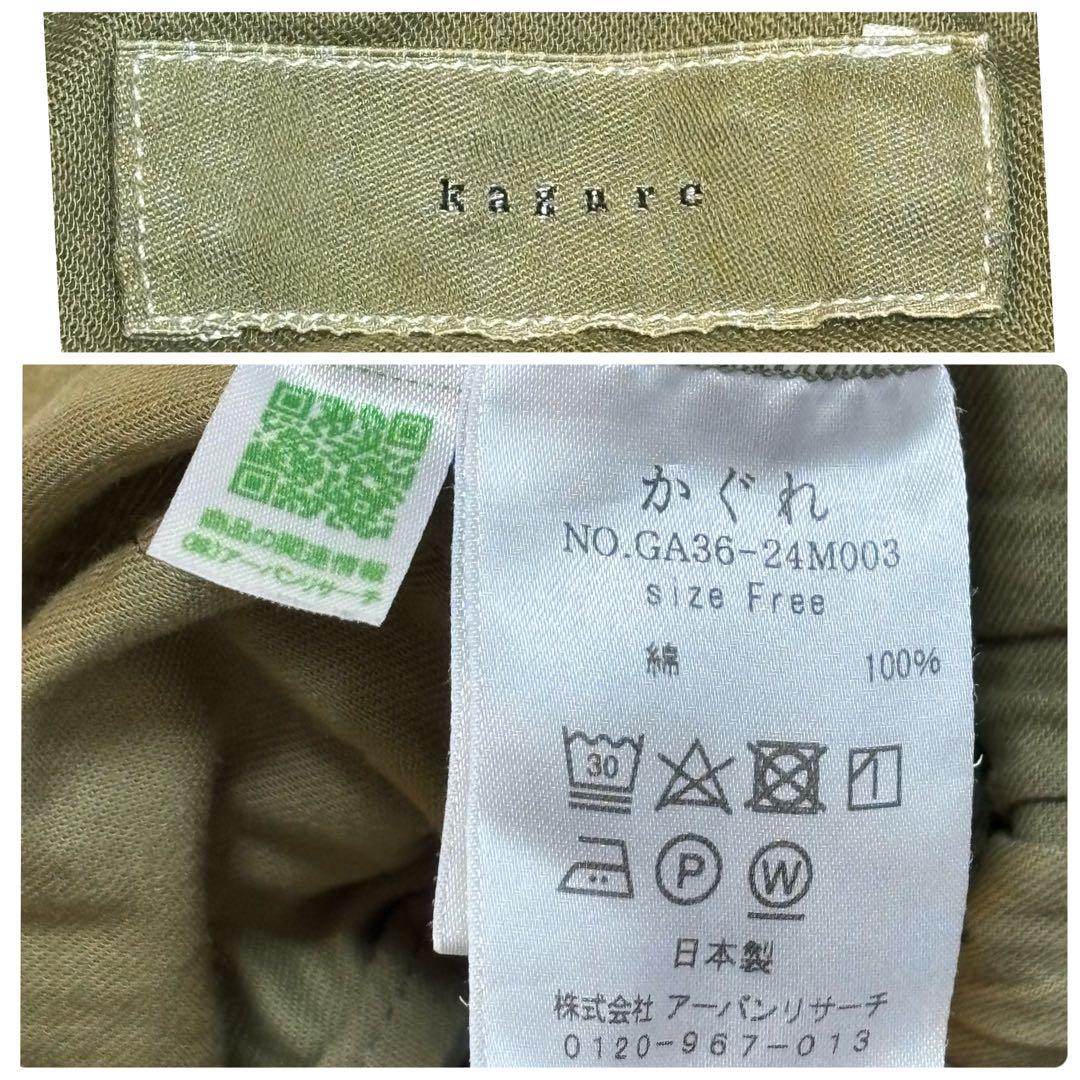 kagure
商品の関連情報
(株)アーバンリサーチ
かぐれ
NO.GA36-24M003
size Free
綿 100%
30
P
W
日本製
株式会社 アーバンリサーチ
0120-967-013